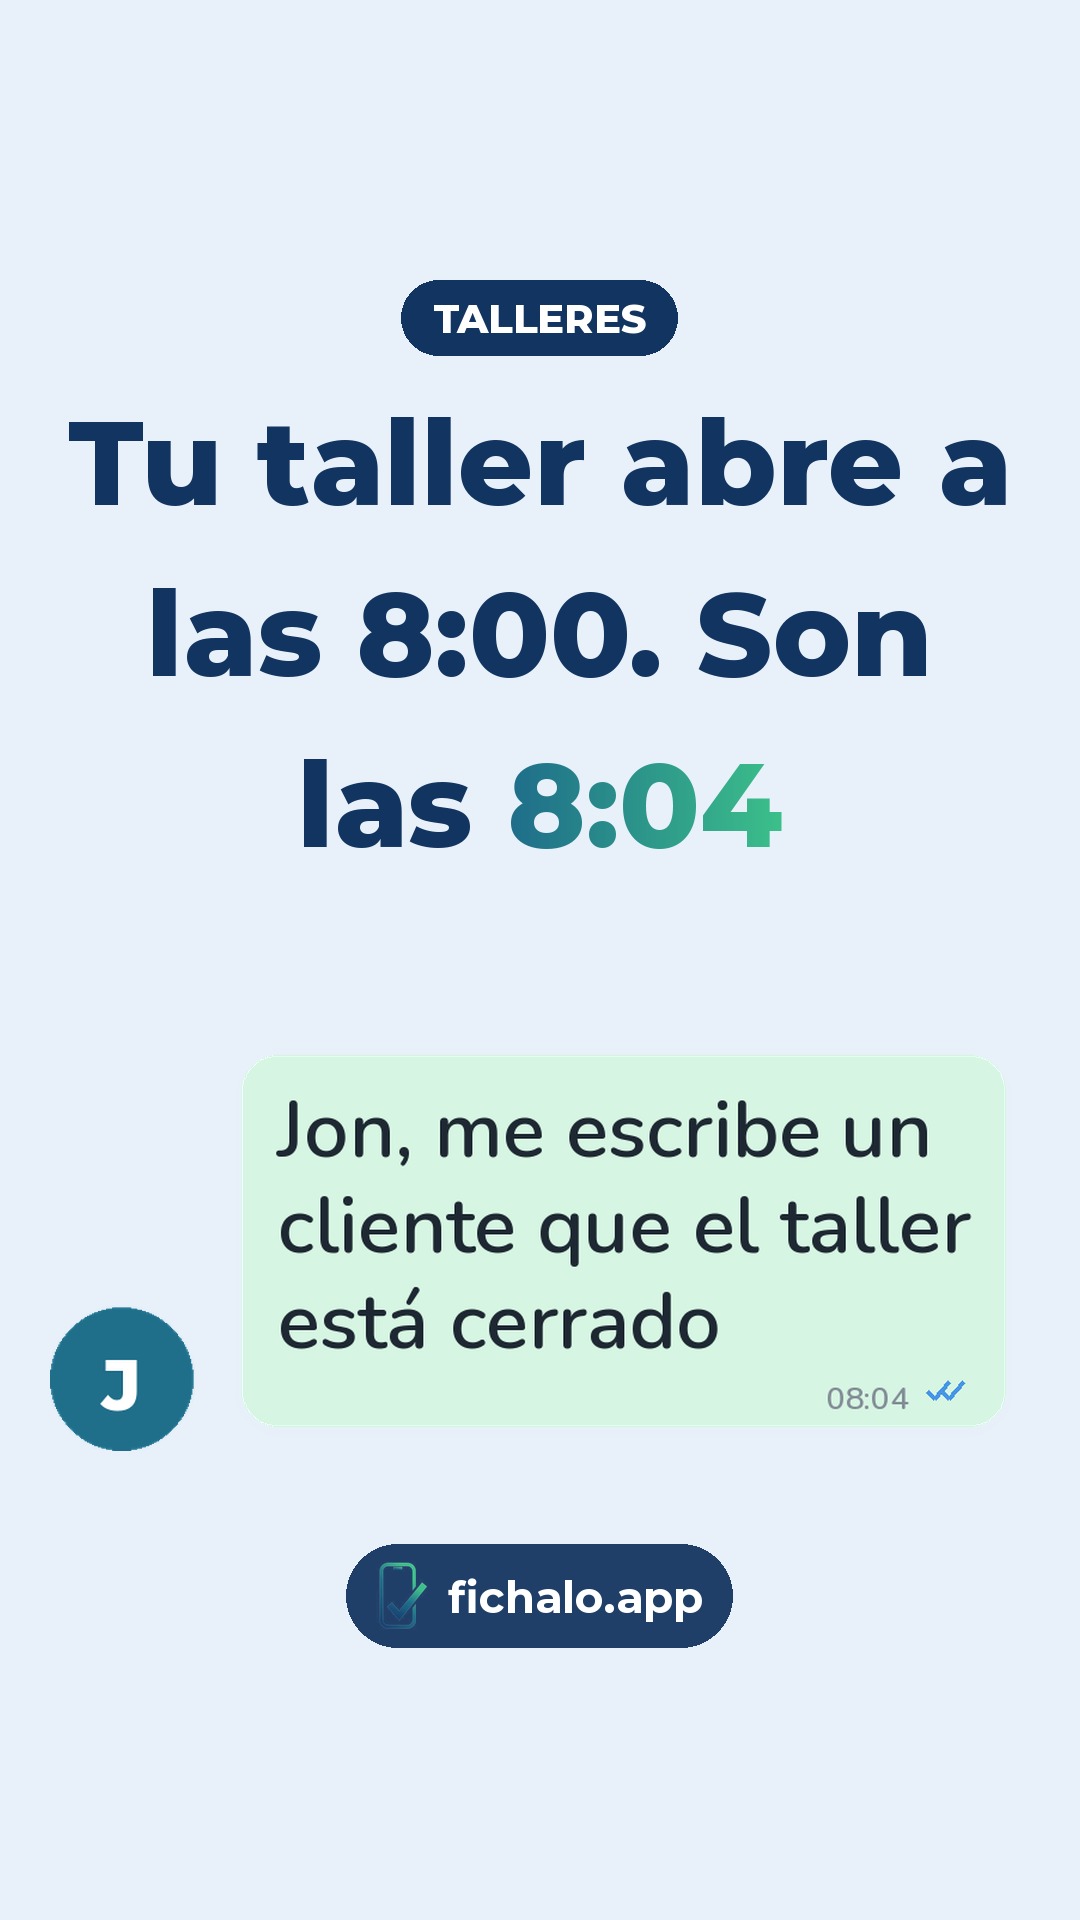 TALLERES
Tu taller abre a
las 8:00. Son
las 8:04
Jon, me escribe un
cliente que el taller
está cerrado
08:04
J
fichalo.app